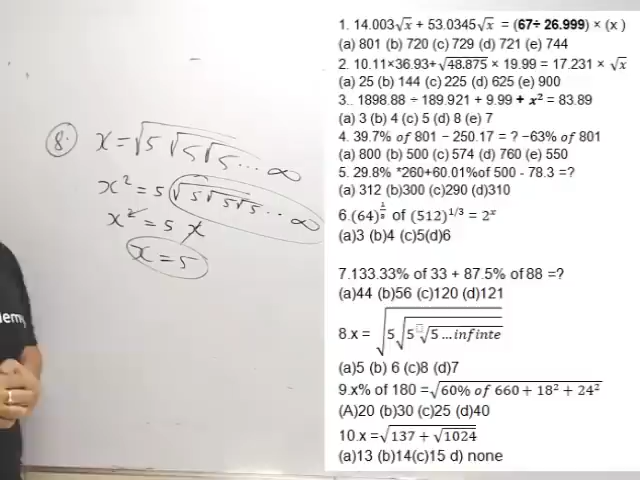 8.
x = √5 √5 √5 ... ∞
x² = 5 √5 √5 √5 ... ∞
x² = 5 x
x = 5
1. 14.003√x + 53.0345√x = (67÷ 26.999) × (x )
(a) 801 (b) 720 (c) 729 (d) 721 (e) 744
2. 10.11×36.93+√48.875 × 19.99 = 17.231 × √x
(a) 25 (b) 144 (c) 225 (d) 625 (e) 900
3.. 1898.88 ÷ 189.921 + 9.99 + x² = 83.89
(a) 3 (b) 4 (c) 5 (d) 8 (e) 7
4. 39.7% of 801 − 250.17 = ? −63% of 801
(a) 800 (b) 500 (c) 574 (d) 760 (e) 550
5. 29.8% *260+60.01%of 500 - 78.3 =?
(a) 312 (b)300 (c)290 (d)310
of (512)^1/3 = 2^x
(a)3 (b)4 (c)5(d)6
7.133.33% of 33 + 87.5% of 88 =?
(a)44 (b)56 (c)120 (d)121
8.x = √5√5√5 ... infinte
(a)5 (b) 6 (c)8 (d)7
9.x% of 180 =√60% of 660 + 18² + 24²
(A)20 (b)30 (c)25 (d)40
10.x =√137 + √1024
(a)13 (b)14(c)15 d) none